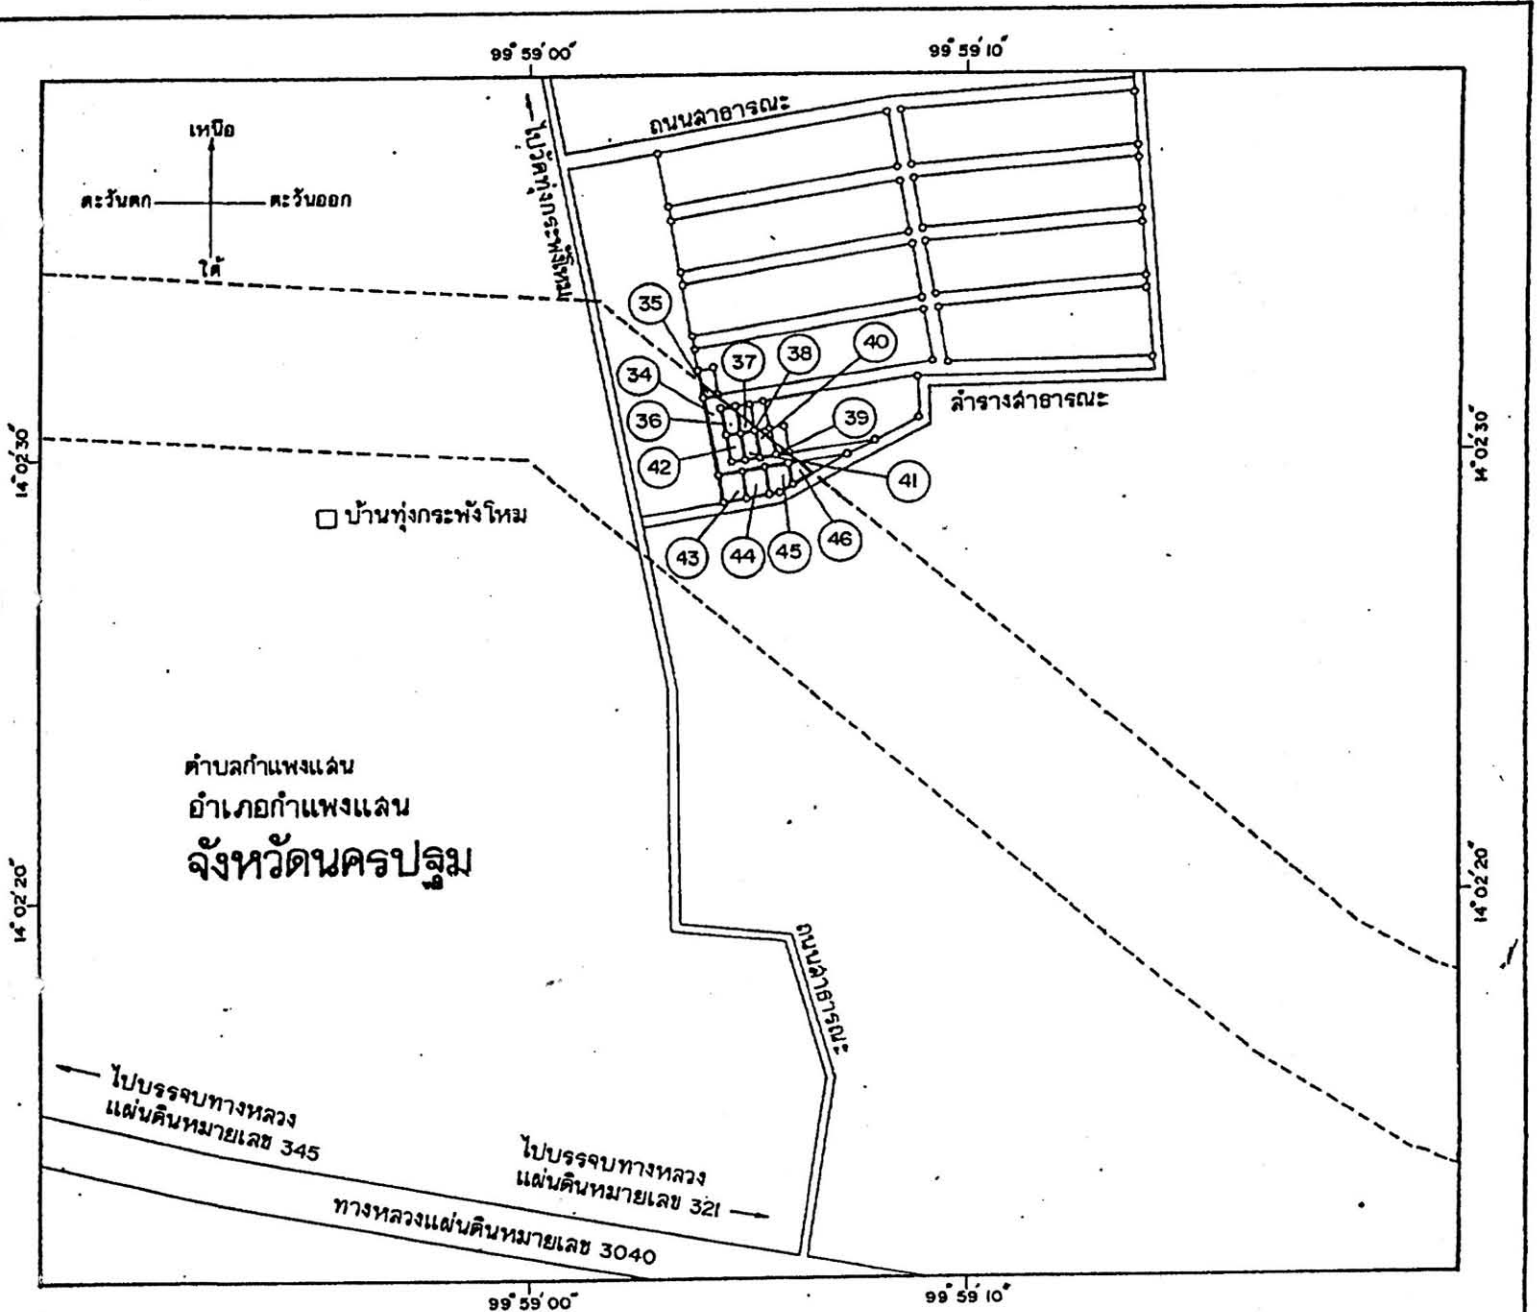 99°59′00″
99°59′10″
เหนือ
ตะวันตก
ตะวันออก
ใต้
ถนนสาธารณะ
ไปวัดทุ่งกระพังโหม
35
37
38
40
34
36
39
42
41
43
44
45
46
ลำรางสาธารณะ
14°02′30″
14°02′30″
บ้านทุ่งกระพังโหม
ตำบลกำแพงแสน
อำเภอกำแพงแสน
จังหวัดนครปฐม
14°02′20″
14°02′20″
ถนนสาธารณะ
ไปบรรจบทางหลวง
แผ่นดินหมายเลข 345
ไปบรรจบทางหลวง
แผ่นดินหมายเลข 321
ทางหลวงแผ่นดินหมายเลข 3040
99°59′00″
99°59′10″